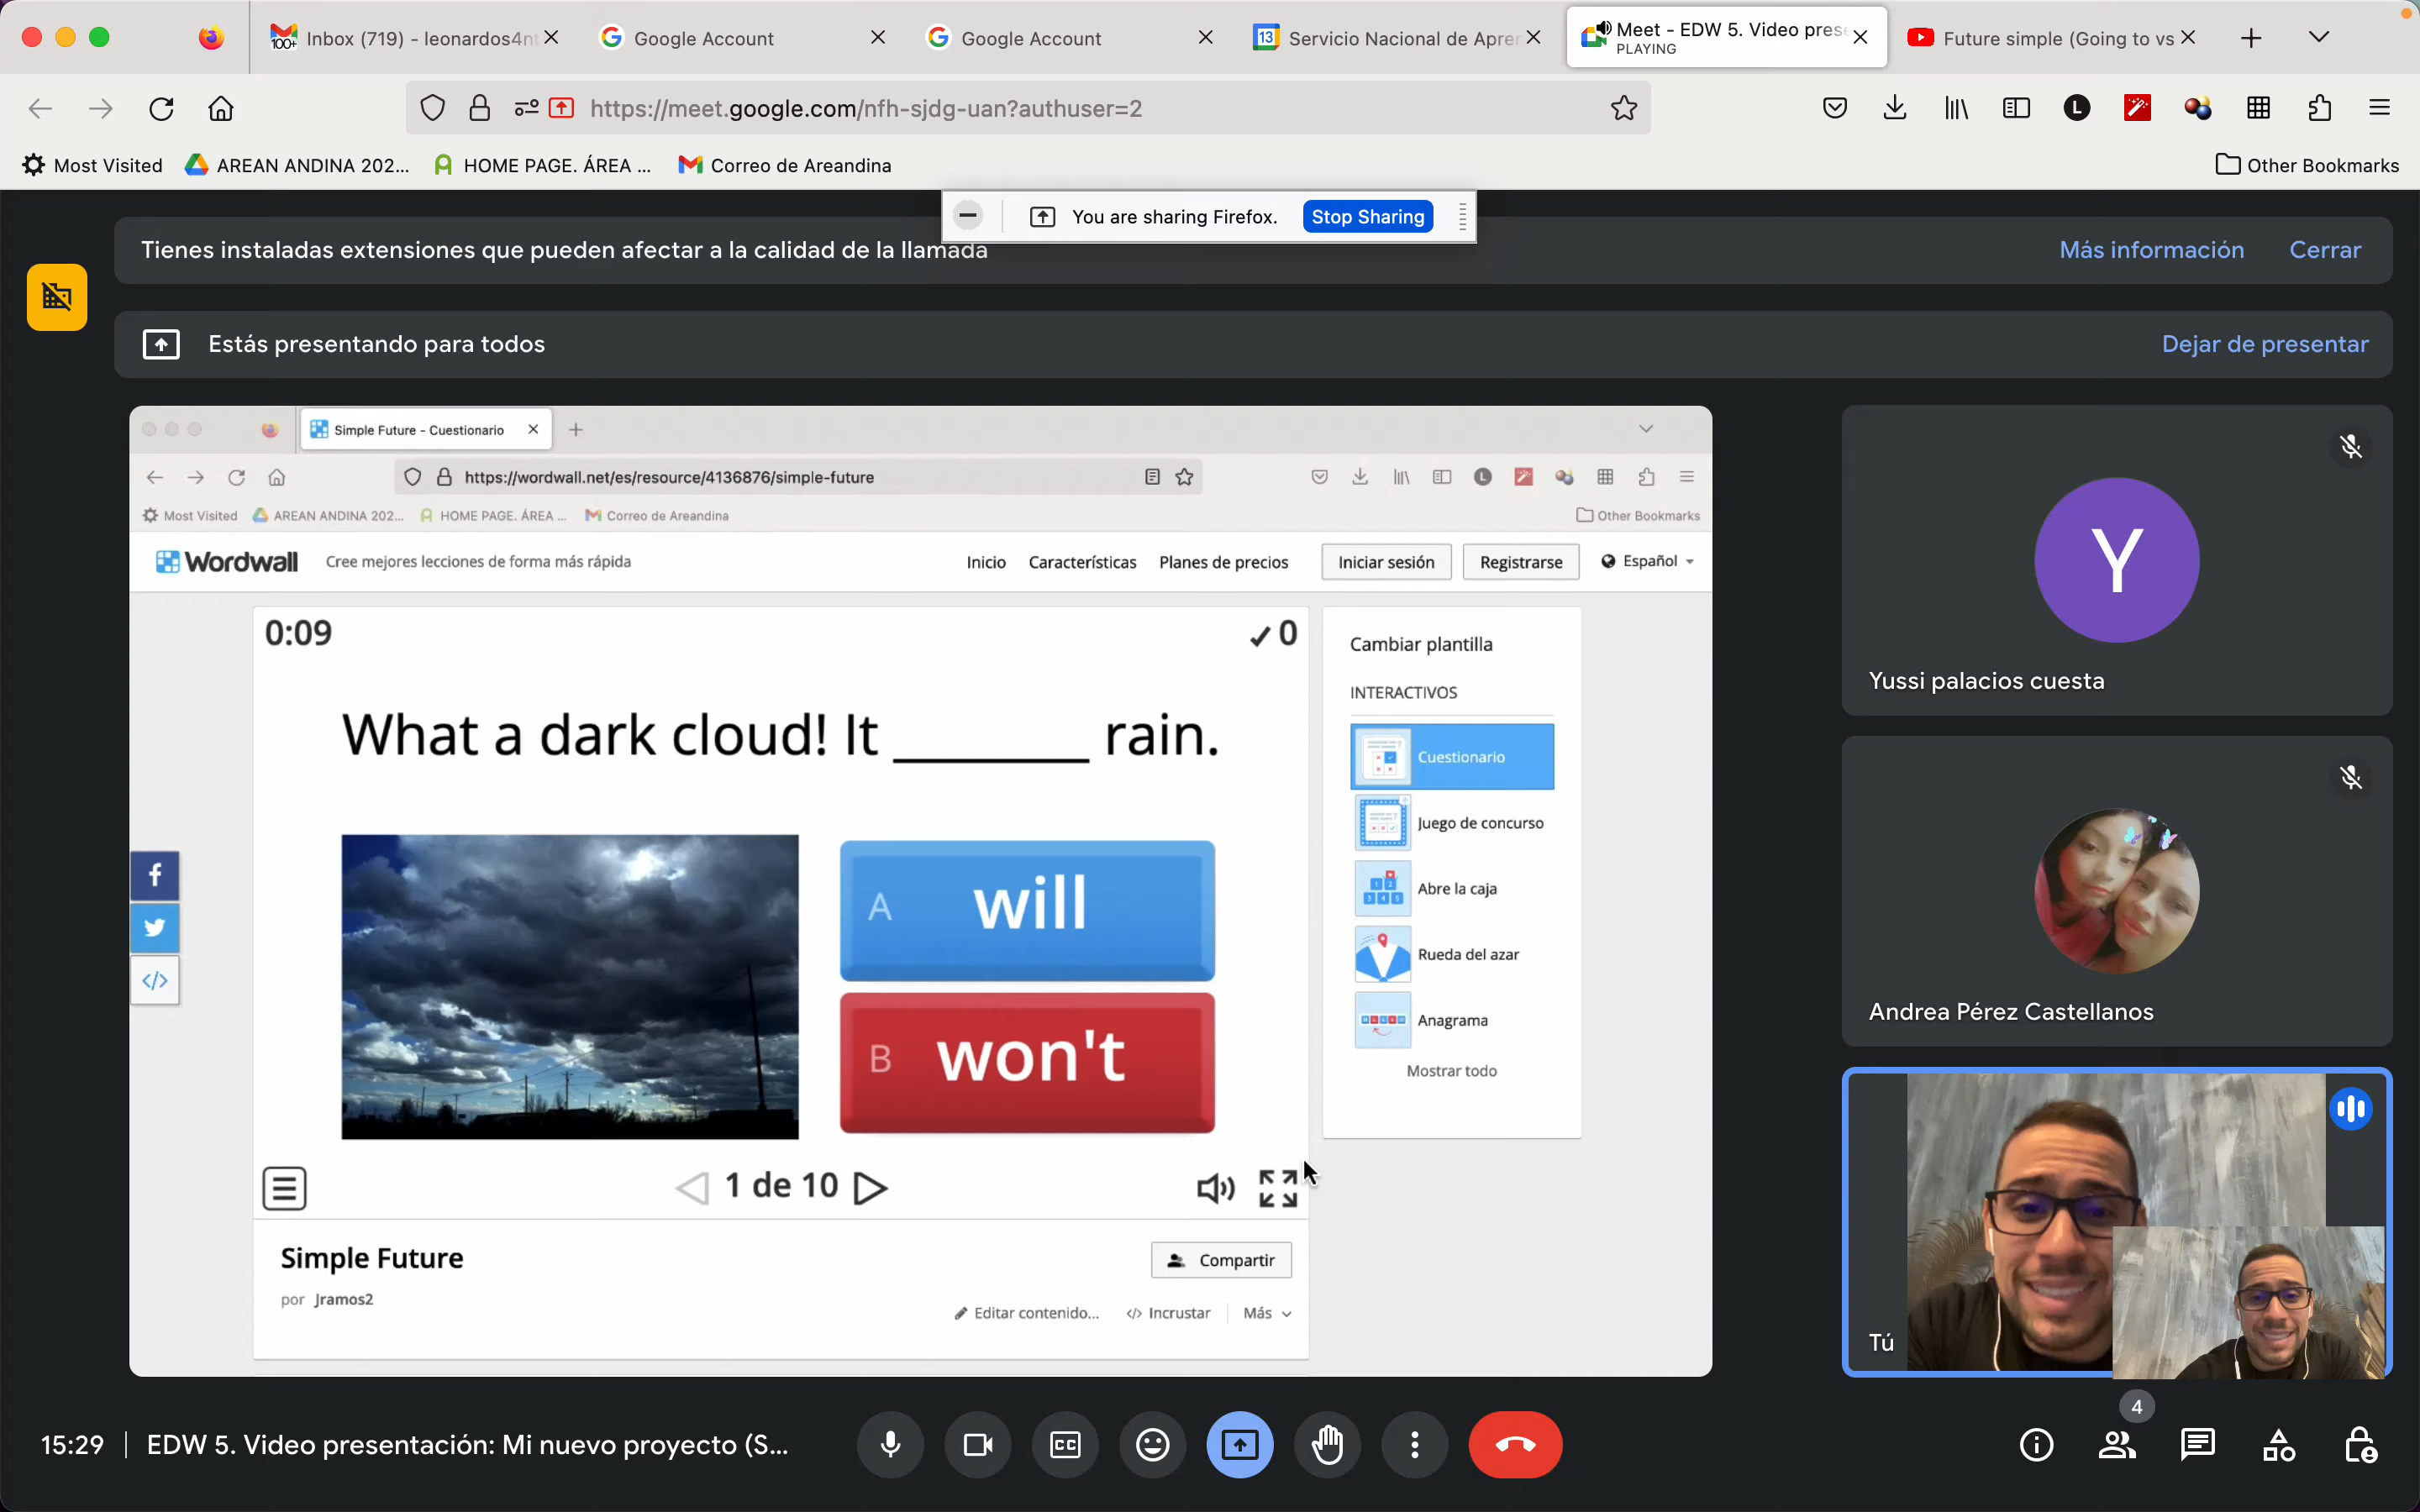 100+
Inbox (719) - leonardos4nt
Google Account
Google Account
13
Servicio Nacional de Apren
Meet - EDW 5. Video prese
PLAYING
Future simple (Going to vs
https://meet.google.com/nfh-sjdg-uan?authuser=2
L
Most Visited
AREAN ANDINA 202...
HOME PAGE. ÁREA ...
Correo de Areandina
Other Bookmarks
You are sharing Firefox.
Stop Sharing
Tienes instaladas extensiones que pueden afectar a la calidad de la llamada
Más información
Cerrar
Estás presentando para todos
Dejar de presentar
Simple Future - Cuestionario
https://wordwall.net/es/resource/4136876/simple-future
L
Most Visited
AREAN ANDINA 202...
HOME PAGE. ÁREA ...
Correo de Areandina
Other Bookmarks
Wordwall
Cree mejores lecciones de forma más rápida
Inicio
Características
Planes de precios
Iniciar sesión
Registrarse
Español
0:09
0
What a dark cloud! It _______ rain.
A will
B won't
1 de 10
Simple Future
por Jramos2
Compartir
Editar contenido...
Incrustar
Más
Cambiar plantilla
INTERACTIVOS
Cuestionario
Juego de concurso
Abre la caja
Rueda del azar
Anagrama
Mostrar todo
Y
Yussi palacios cuesta
Andrea Pérez Castellanos
Tú
15:29
EDW 5. Video presentación: Mi nuevo proyecto (S...
CC
4